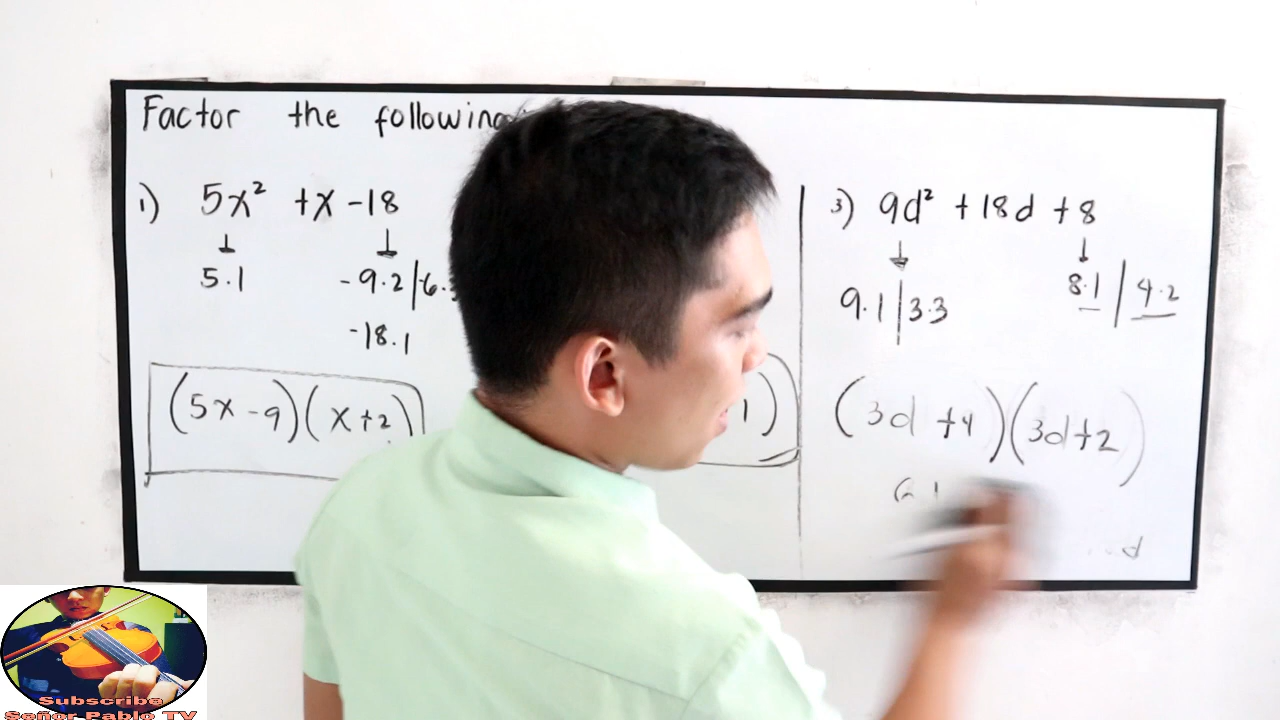 Factor the following
1) 5x² +x -18
5.1 -9.2 | -6.
-18.1
(5x -9)(x+2)
1)
3) 9d² +18d +8
9.1 | 3.3 8.1 | 4.2
(3d +4)(3d+2)
d
Subscribe
Señor Pablo TV